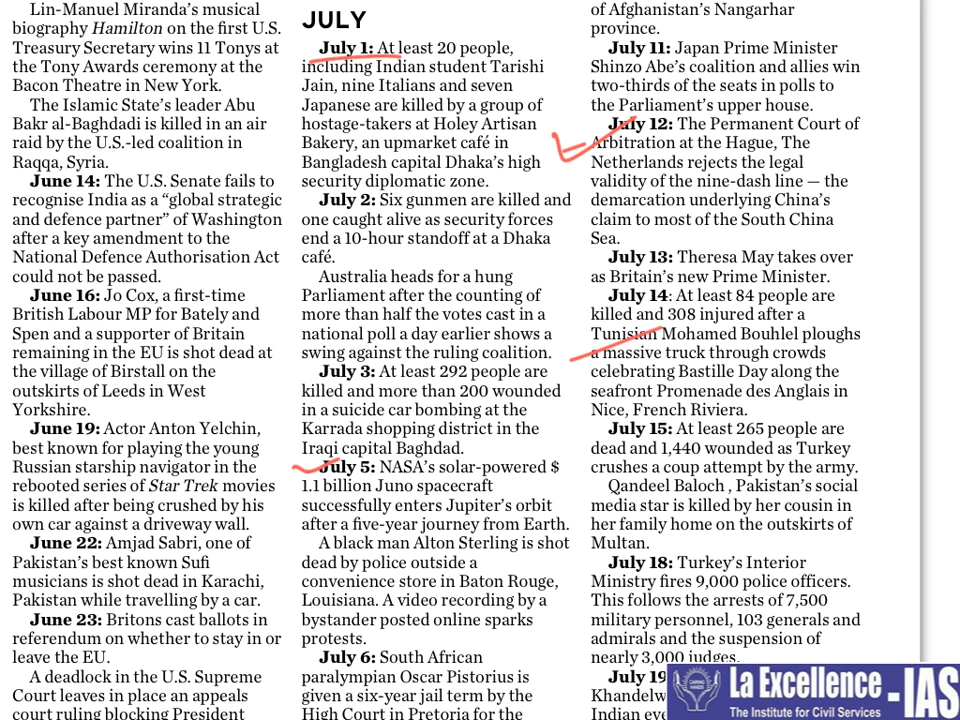 Lin-Manuel Miranda’s musical
biography Hamilton on the first U.S.
Treasury Secretary wins 11 Tonys at
the Tony Awards ceremony at the
Bacon Theatre in New York.
The Islamic State’s leader Abu
Bakr al-Baghdadi is killed in an air
raid by the U.S.-led coalition in
Raqqa, Syria.
June 14: The U.S. Senate fails to
recognise India as a “global strategic
and defence partner” of Washington
after a key amendment to the
National Defence Authorisation Act
could not be passed.
June 16: Jo Cox, a first-time
British Labour MP for Bately and
Spen and a supporter of Britain
remaining in the EU is shot dead at
the village of Birstall on the
outskirts of Leeds in West
Yorkshire.
June 19: Actor Anton Yelchin,
best known for playing the young
Russian starship navigator in the
rebooted series of Star Trek movies
is killed after being crushed by his
own car against a driveway wall.
June 22: Amjad Sabri, one of
Pakistan’s best known Sufi
musicians is shot dead in Karachi,
Pakistan while travelling by a car.
June 23: Britons cast ballots in
referendum on whether to stay in or
leave the EU.
A deadlock in the U.S. Supreme
Court leaves in place an appeals
court ruling blocking President
JULY
July 1: At least 20 people,
including Indian student Tarishi
Jain, nine Italians and seven
Japanese are killed by a group of
hostage-takers at Holey Artisan
Bakery, an upmarket café in
Bangladesh capital Dhaka’s high
security diplomatic zone.
July 2: Six gunmen are killed and
one caught alive as security forces
end a 10-hour standoff at a Dhaka
café.
Australia heads for a hung
Parliament after the counting of
more than half the votes cast in a
national poll a day earlier shows a
swing against the ruling coalition.
July 3: At least 292 people are
killed and more than 200 wounded
in a suicide car bombing at the
Karrada shopping district in the
Iraqi capital Baghdad.
July 5: NASA’s solar-powered $
1.1 billion Juno spacecraft
successfully enters Jupiter’s orbit
after a five-year journey from Earth.
A black man Alton Sterling is shot
dead by police outside a
convenience store in Baton Rouge,
Louisiana. A video recording by a
bystander posted online sparks
protests.
July 6: South African
paralympian Oscar Pistorius is
given a six-year jail term by the
High Court in Pretoria for the
of Afghanistan’s Nangarhar
province.
July 11: Japan Prime Minister
Shinzo Abe’s coalition and allies win
two-thirds of the seats in polls to
the Parliament’s upper house.
July 12: The Permanent Court of
Arbitration at the Hague, The
Netherlands rejects the legal
validity of the nine-dash line — the
demarcation underlying China’s
claim to most of the South China
Sea.
July 13: Theresa May takes over
as Britain’s new Prime Minister.
July 14: At least 84 people are
killed and 308 injured after a
Tunisian Mohamed Bouhlel ploughs
a massive truck through crowds
celebrating Bastille Day along the
seafront Promenade des Anglais in
Nice, French Riviera.
July 15: At least 265 people are
dead and 1,440 wounded as Turkey
crushes a coup attempt by the army.
Qandeel Baloch , Pakistan’s social
media star is killed by her cousin in
her family home on the outskirts of
Multan.
July 18: Turkey’s Interior
Ministry fires 9,000 police officers.
This follows the arrests of 7,500
military personnel, 103 generals and
admirals and the suspension of
nearly 3,000 judges.
July 19
Khandelw
Indian eve
La Excellence -IAS
The Institute for Civil Services